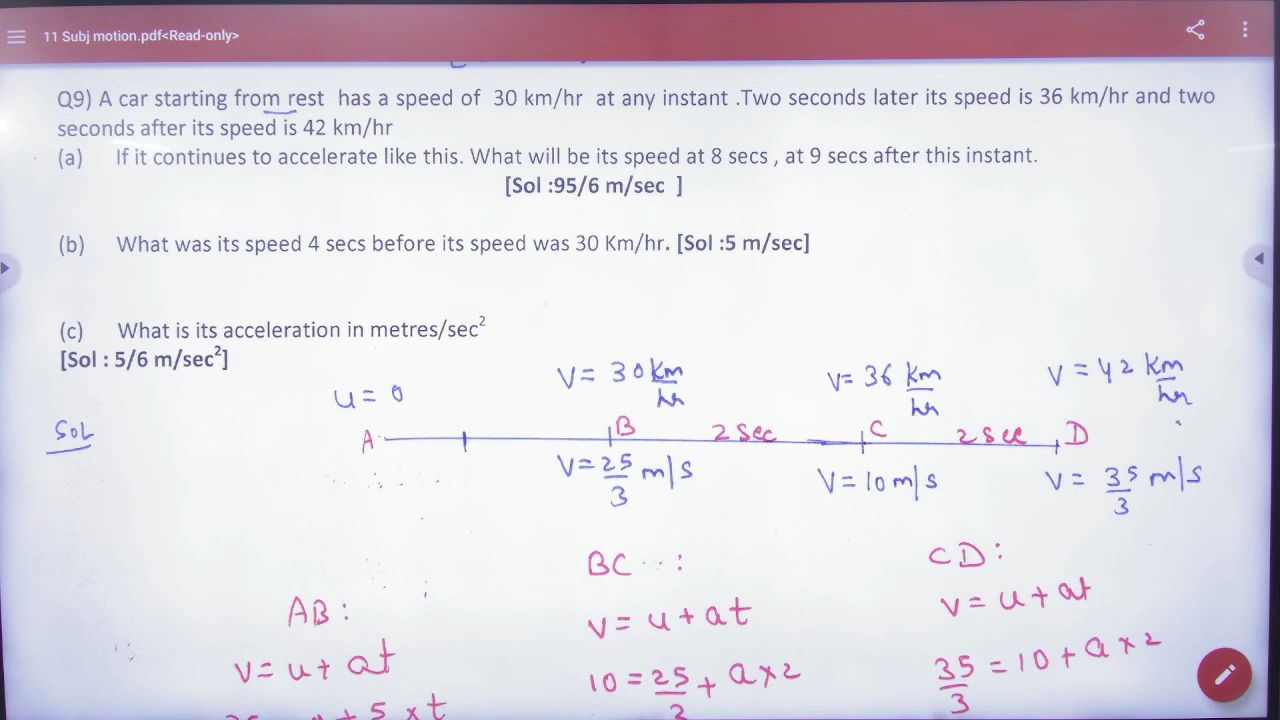 11 Subj motion.pdf<Read-only>
Q9) A car starting from rest has a speed of 30 km/hr at any instant .Two seconds later its speed is 36 km/hr and two
seconds after its speed is 42 km/hr
(a) If it continues to accelerate like this. What will be its speed at 8 secs , at 9 secs after this instant.
[Sol :95/6 m/sec ]
(b) What was its speed 4 secs before its speed was 30 Km/hr. [Sol :5 m/sec]
(c) What is its acceleration in metres/sec²
[Sol : 5/6 m/sec²]
u = 0 V = 30 Km/hr V= 36 Km/hr V = 42 Km/hr
Sol A B 2 Sec C 2 Sec D
V = 25/3 m/s V = 10 m/s V = 35/3 m/s
AB : BC : CD :
V = u + at V = u + at V = u + at
10 = 25/3 + a×2 35/3 = 10 + a×2
+ 5 × t